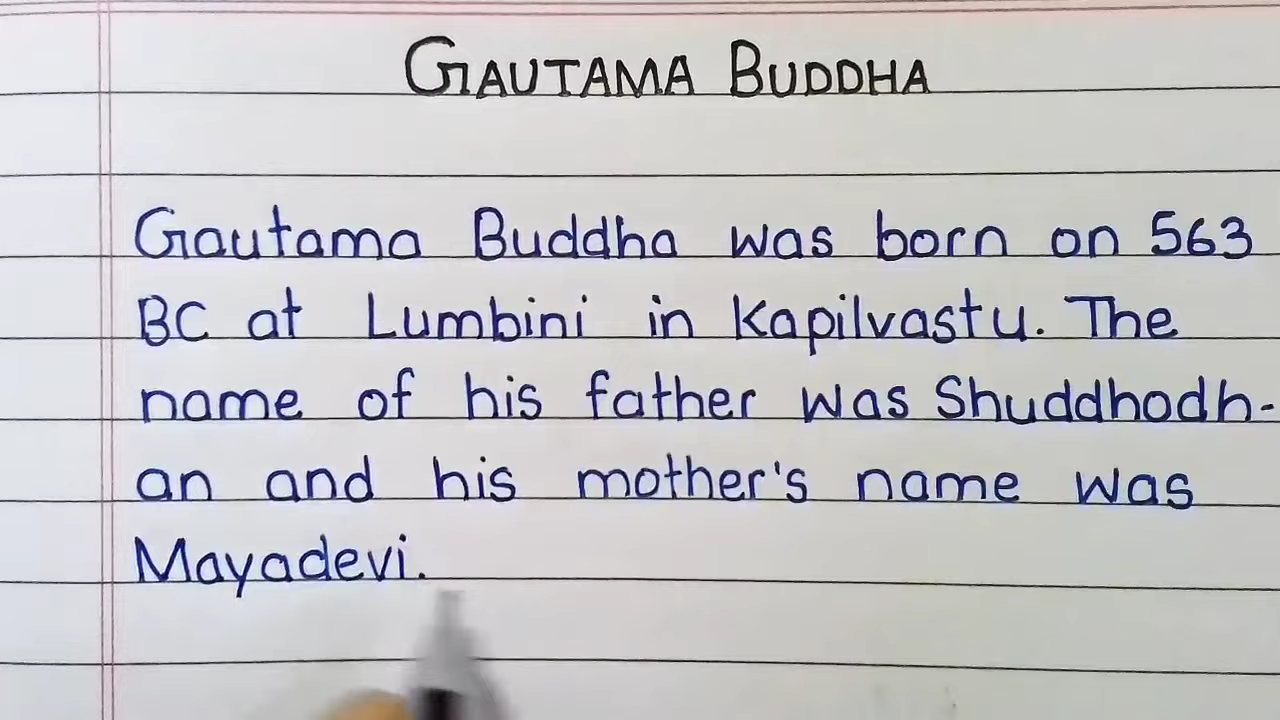 GAUTAMA BUDDHA
Gautama Buddha was born on 563
BC at Lumbini in Kapilvastu. The
name of his father was Shuddhodh-
an and his mother's name was
Mayadevi.